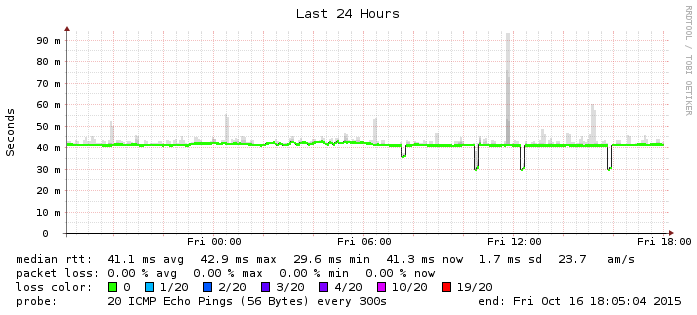 Last 24 Hours
RRDTOOL / TOBI OETIKER
Seconds
90 m
80 m
70 m
60 m
50 m
40 m
30 m
20 m
10 m
0
Fri 00:00 Fri 06:00 Fri 12:00 Fri 18:00
median rtt: 41.1 ms avg 42.9 ms max 29.6 ms min 41.3 ms now 1.7 ms sd 23.7 am/s
packet loss: 0.00 % avg 0.00 % max 0.00 % min 0.00 % now
loss color: 0 1/20 2/20 3/20 4/20 10/20 19/20
probe: 20 ICMP Echo Pings (56 Bytes) every 300s end: Fri Oct 16 18:05:04 2015